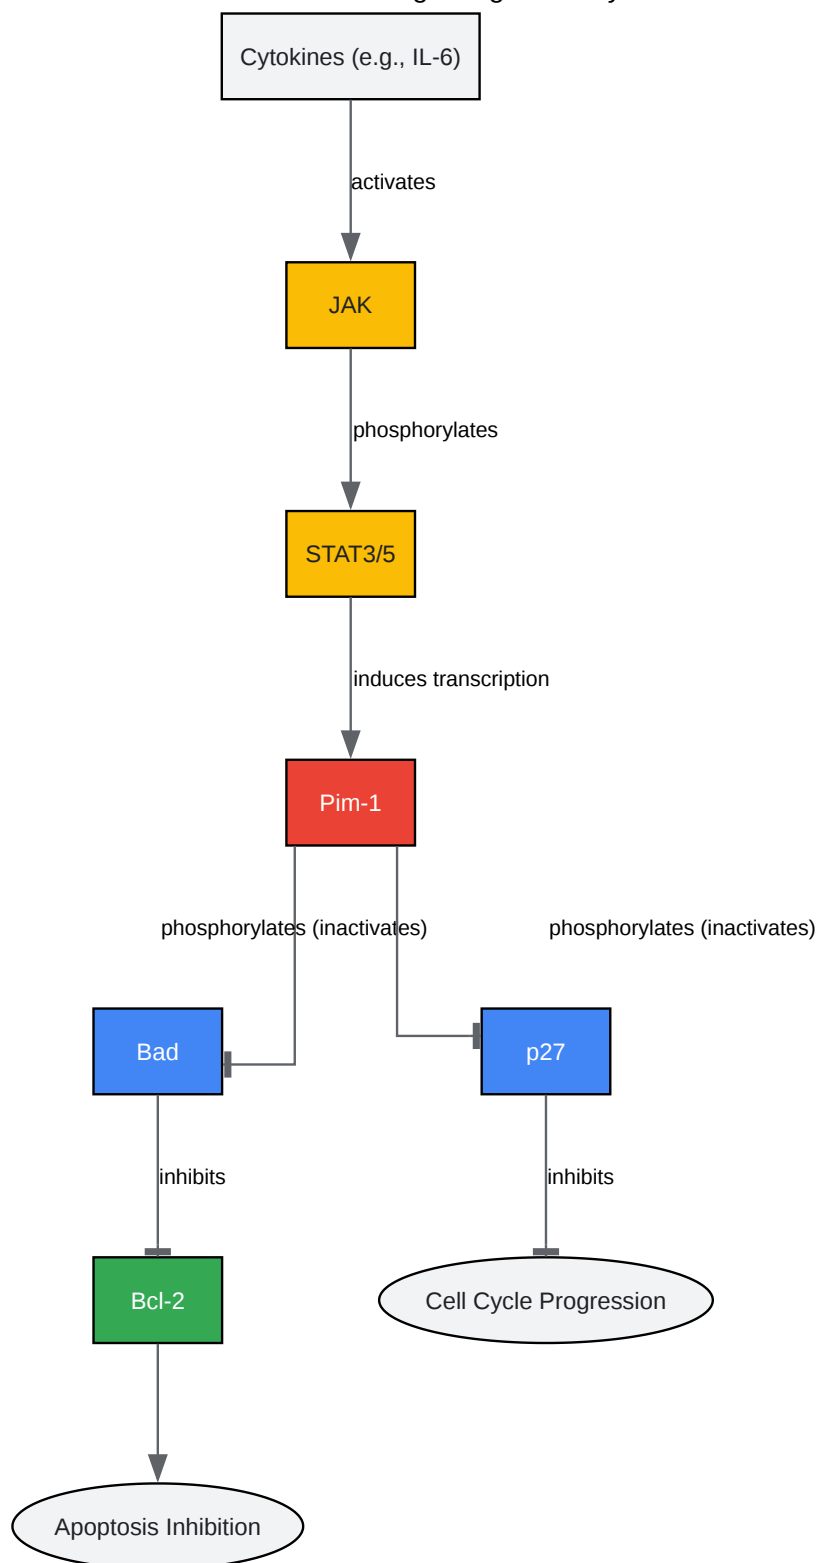 Cytokines (e.g., IL-6)
activates
JAK
phosphorylates
STAT3/5
induces transcription
Pim-1
phosphorylates (inactivates)
phosphorylates (inactivates)
Bad
p27
inhibits
inhibits
Bcl-2
Cell Cycle Progression
Apoptosis Inhibition